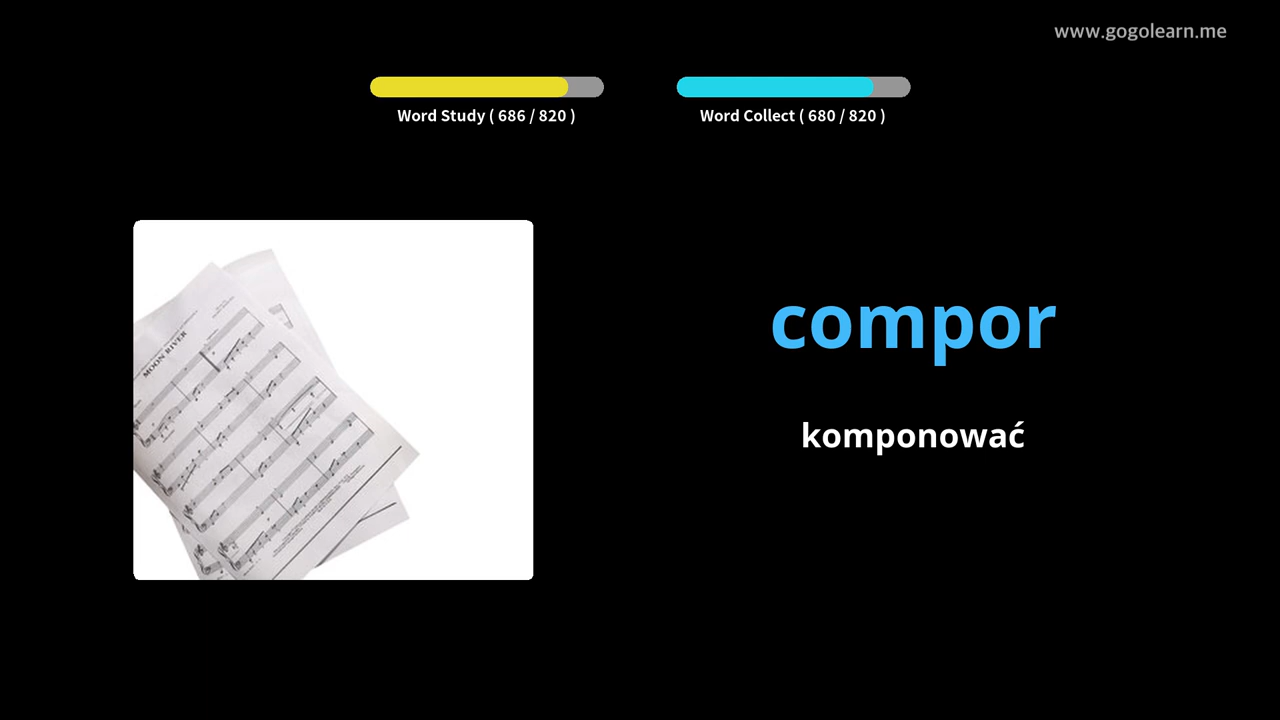 www.gogolearn.me
Word Study ( 686 / 820 )
Word Collect ( 680 / 820 )
MOON RIVER
compor
komponować